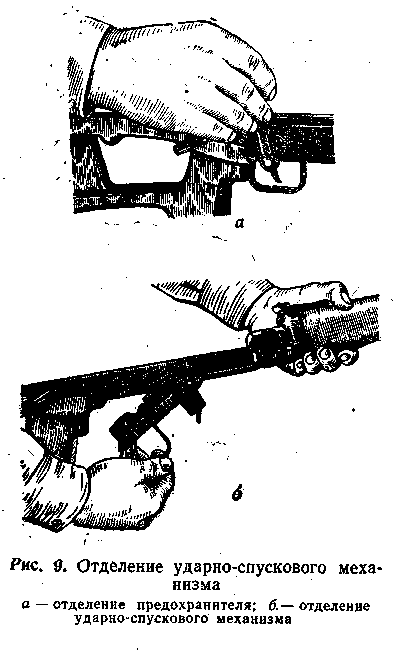 а
б
Рис. 9. Отделение ударно-спускового меха-
низма
а — отделение предохранителя; б.— отделение
ударно-спускового механизма